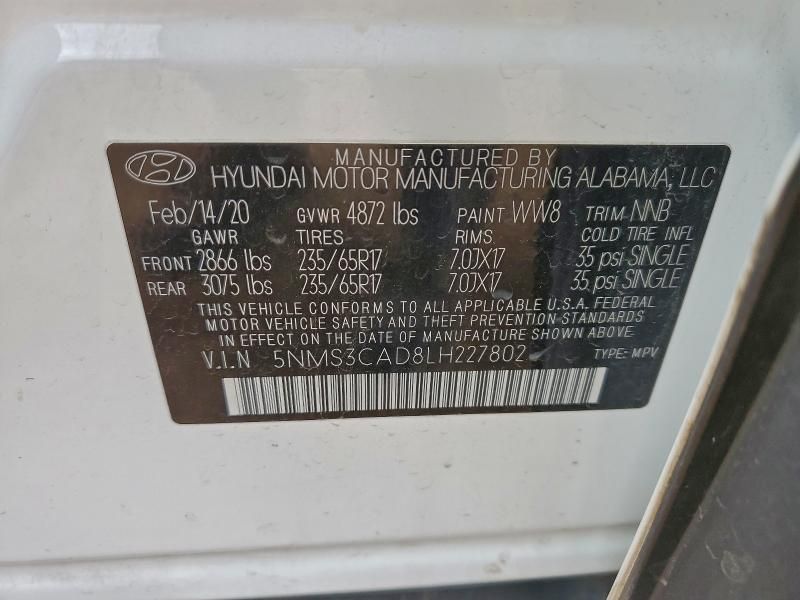 MANUFACTURED BY
HYUNDAI MOTOR MANUFACTURING ALABAMA, LLC
Feb/14/20 GVWR 4872 lbs PAINT WW8 TRIM NNB
GAWR TIRES RIMS. COLD TIRE INFL
FRONT 2866 lbs 235/65R17 7.0JX17 35 psi SINGLE
REAR 3075 lbs 235/65R17 7.0JX17 35 psi SINGLE
THIS VEHICLE CONFORMS TO ALL APPLICABLE U.S.A. FEDERAL
MOTOR VEHICLE SAFETY AND THEFT PREVENTION STANDARDS
IN EFFECT ON THE DATE OF MANUFACTURE SHOWN ABOVE.
V.I.N 5NMS3CAD8LH227802 TYPE: MPV